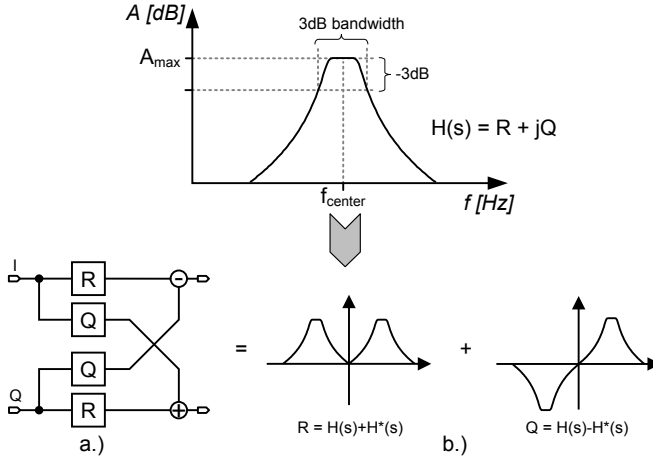 A [dB]
3dB bandwidth
A_max
-3dB
H(s) = R + jQ
f_center
f [Hz]
I
R
-
Q
=
+
Q
Q
R
+
R = H(s)+H*(s)
Q = H(s)-H*(s)
a.)
b.)